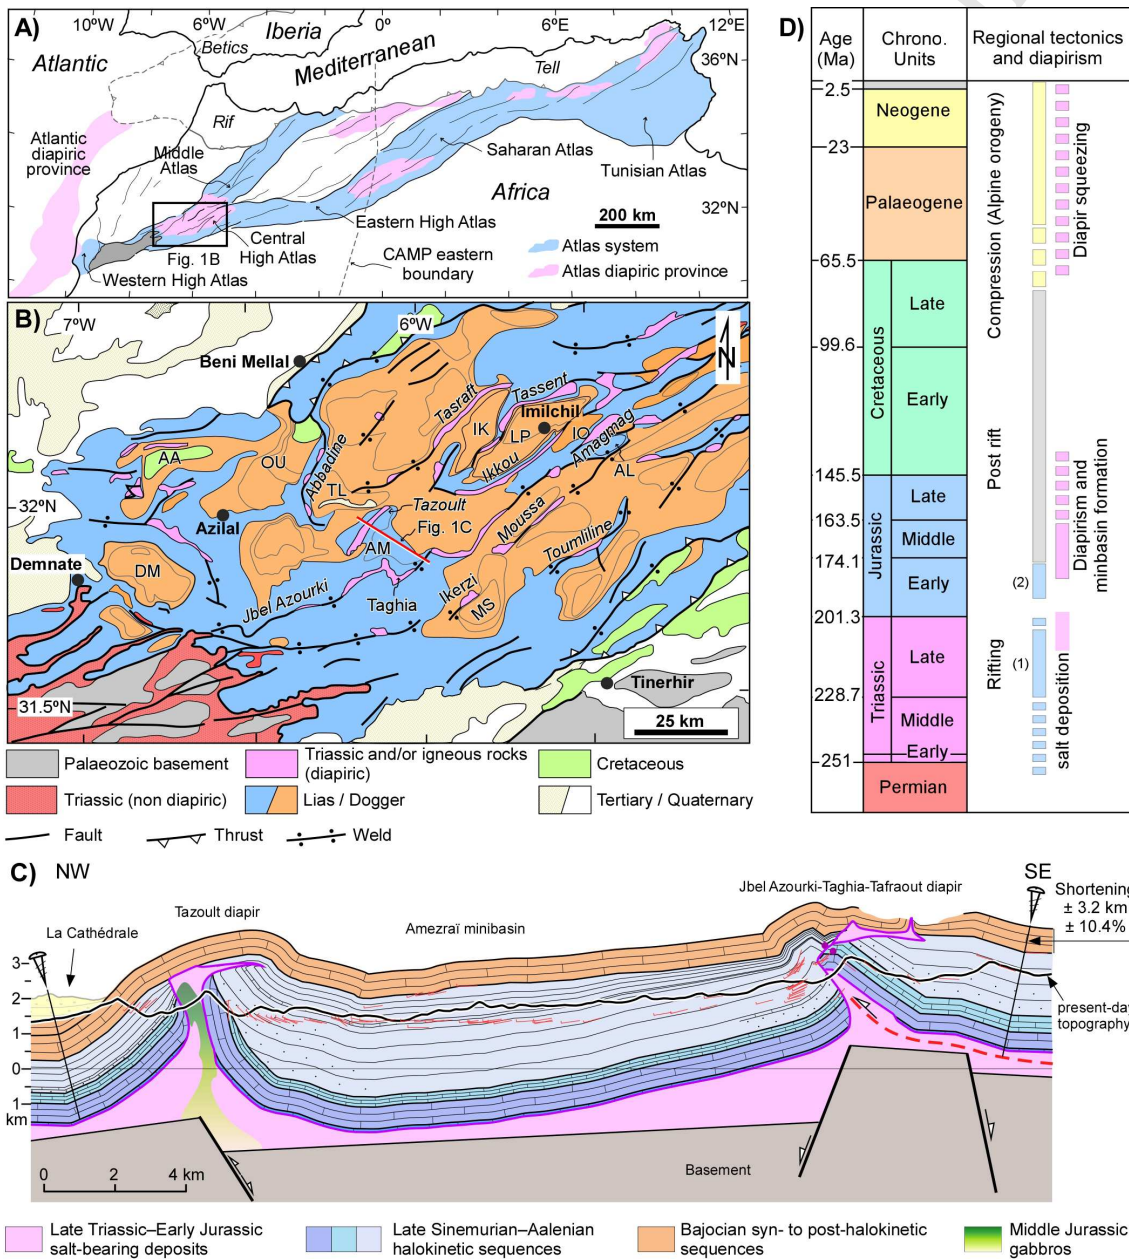 A)
10ºW
6ºW
0º
6ºE
12ºE
Iberia
Betics
Atlantic
Mediterranean
36ºN
Tell
Rif
Atlantic
diapiric
province
Middle
Atlas
Saharan Atlas
Tunisian Atlas
Africa
32ºN
200 km
Eastern High Atlas
Central
High Atlas
Fig. 1B
Western High Atlas
CAMP eastern
boundary
Atlas system
Atlas diapiric province
B)
7ºW
6ºW
N
Beni Mellal
Tasraft
Tassent
Imilchil
IK
LP
IO
Ikkou
Amagmag
AA
OU
Abbadine
AL
TL
32ºN
Azilal
Tazoult
Fig. 1C
Moussa
AM
Toumliline
Demnate
DM
Jbel Azourki
Taghia
Ikerzi
MS
Tinerhir
31.5ºN
25 km
Palaeozoic basement
Triassic and/or igneous rocks
(diapiric)
Cretaceous
Triassic (non diapiric)
Lias / Dogger
Tertiary / Quaternary
Fault
Thrust
Weld
D)
Age
(Ma)
Chrono.
Units
Regional tectonics
and diapirism
2.5
Neogene
23
Palaeogene
66.5
Late
99.6
Cretaceous
Early
145.5
Late
163.5
Jurassic
Middle
174.1
Early
201.3
Late
228.7
Triassic
Middle
Early
251
Permian
Compression (Alpine orogeny)
Diapir squeezing
Post rift
Diapirism and
minibasin formation
(2)
Rifting
(1)
salt deposition
C)
NW
SE
Jbel Azourki-Taghia-Tafraout diapir
Shortening
± 3.2 km
± 10.4%
Tazoult diapir
La Cathédrale
Amezraï minibasin
3
2
1
0
1
km
present-day
topography
Basement
0
2
4 km
Late Triassic–Early Jurassic
salt-bearing deposits
Late Sinemurian–Aalenian
halokinetic sequences
Bajocian syn- to post-halokinetic
sequences
Middle Jurassic
gabbros